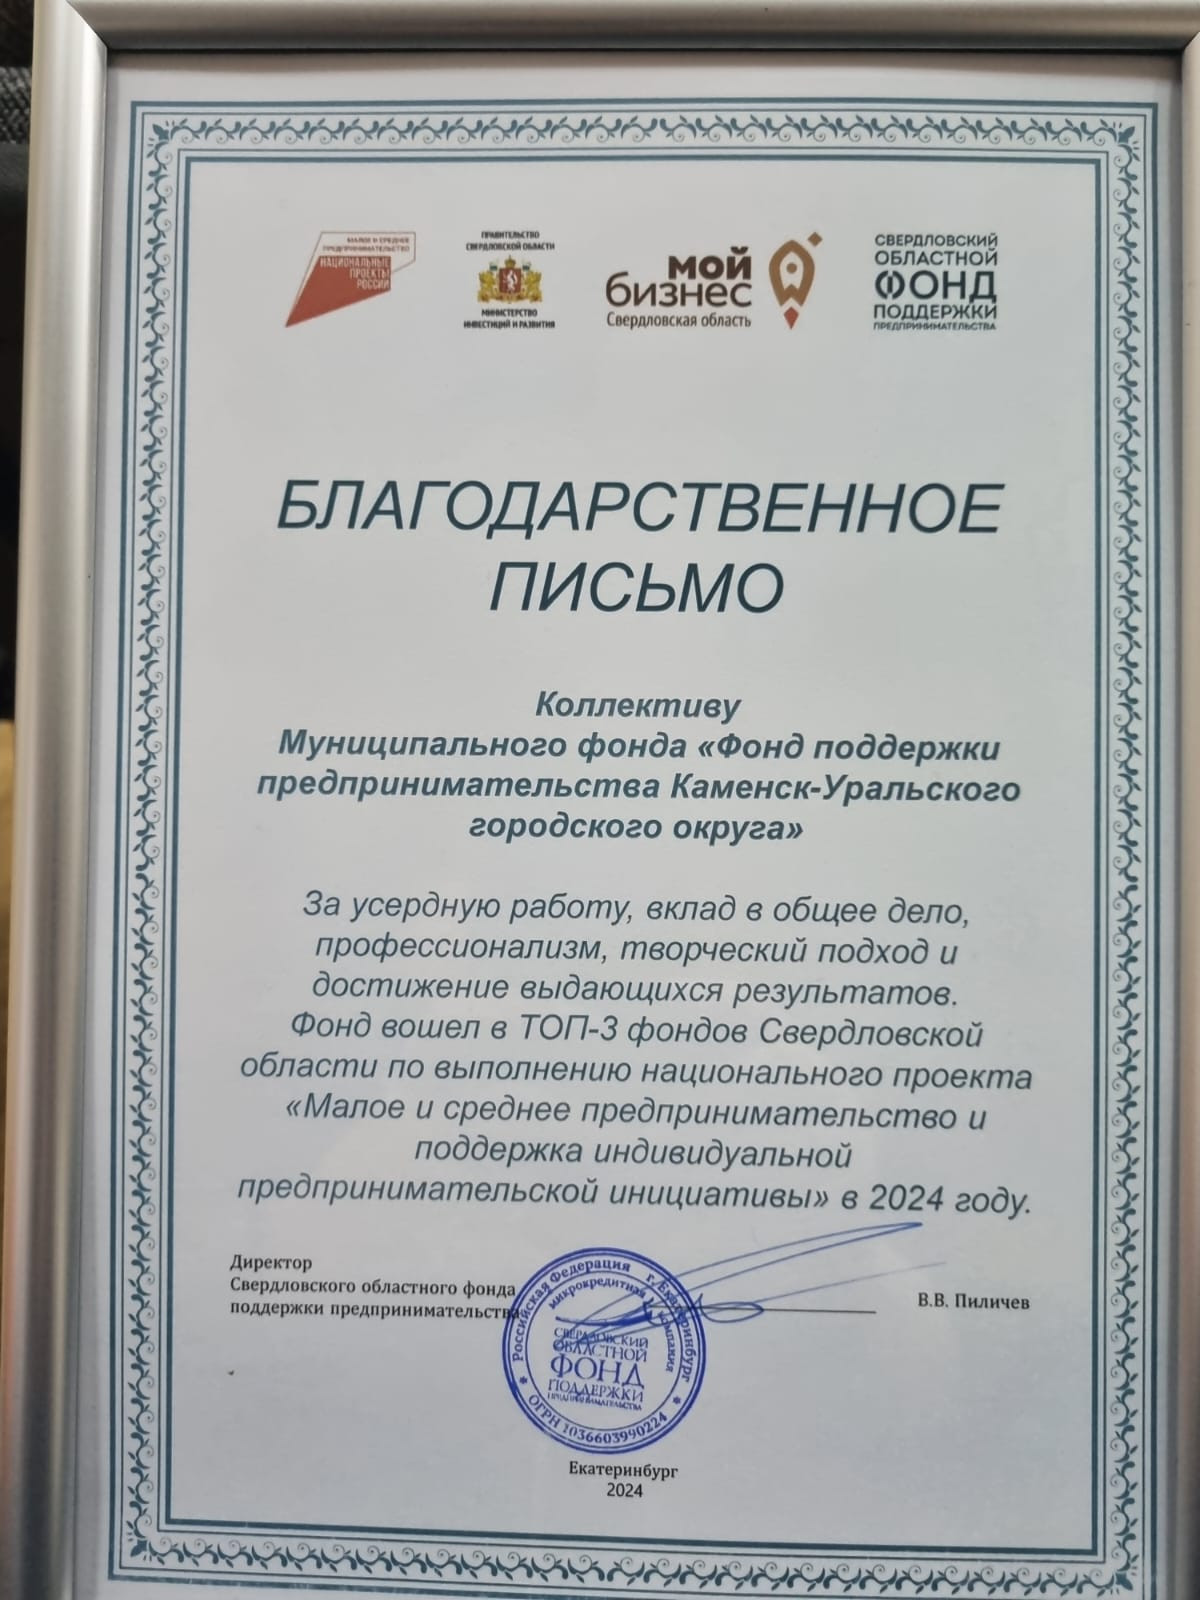 МАЛОЕ И СРЕДНЕЕ
ПРЕДПРИНИМАТЕЛЬСТВО
НАЦИОНАЛЬНЫЕ
ПРОЕКТЫ
РОССИИ
ПРАВИТЕЛЬСТВО
СВЕРДЛОВСКОЙ ОБЛАСТИ
МИНИСТЕРСТВО
ИНВЕСТИЦИЙ И РАЗВИТИЯ
мой
бизнес
Свердловская область
СВЕРДЛОВСКИЙ
ОБЛАСТНОЙ
ФОНД
ПОДДЕРЖКИ
ПРЕДПРИНИМАТЕЛЬСТВА
БЛАГОДАРСТВЕННОЕ
ПИСЬМО
Коллективу
Муниципального фонда «Фонд поддержки
предпринимательства Каменск-Уральского
городского округа»
За усердную работу, вклад в общее дело,
профессионализм, творческий подход и
достижение выдающихся результатов.
Фонд вошел в ТОП-3 фондов Свердловской
области по выполнению национального проекта
«Малое и среднее предпринимательство и
поддержка индивидуальной
предпринимательской инициативы» в 2024 году.
Директор
Свердловского областного фонда
поддержки предпринимательства
В.В. Пиличев
Российская Федерация г. Екатеринбург
микрокредитная компания
СВЕРДЛОВСКИЙ
ОБЛАСТНОЙ
ФОНД
ПОДДЕРЖКИ
ПРЕДПРИНИМАТЕЛЬСТВА
ОГРН 1036603990224
Екатеринбург
2024